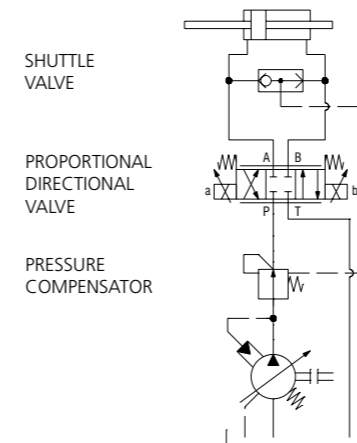 SHUTTLE
VALVE
A B
PROPORTIONAL
DIRECTIONAL
VALVE
a b
P T
PRESSURE
COMPENSATOR